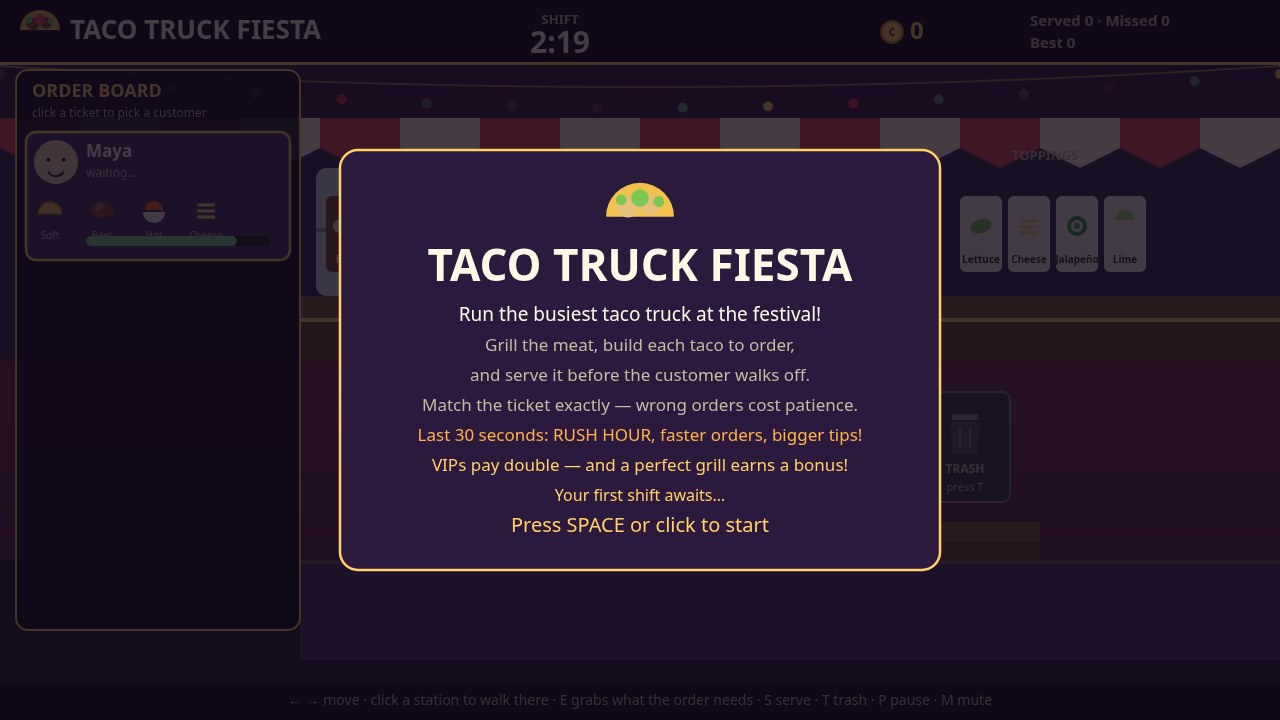 TACO TRUCK FIESTA
SHIFT
2:19
¢ 0
Served 0 · Missed 0
Best 0
ORDER BOARD
click a ticket to pick a customer
Maya
waiting...
Soft Beef Hot Cheese
TOPPINGS
Lettuce Cheese Jalapeño Lime
TACO TRUCK FIESTA
Run the busiest taco truck at the festival!
Grill the meat, build each taco to order,
and serve it before the customer walks off.
Match the ticket exactly — wrong orders cost patience.
Last 30 seconds: RUSH HOUR, faster orders, bigger tips!
VIPs pay double — and a perfect grill earns a bonus!
Your first shift awaits...
Press SPACE or click to start
TRASH
press T
← → move · click a station to walk there · E grabs what the order needs · S serve · T trash · P pause · M mute